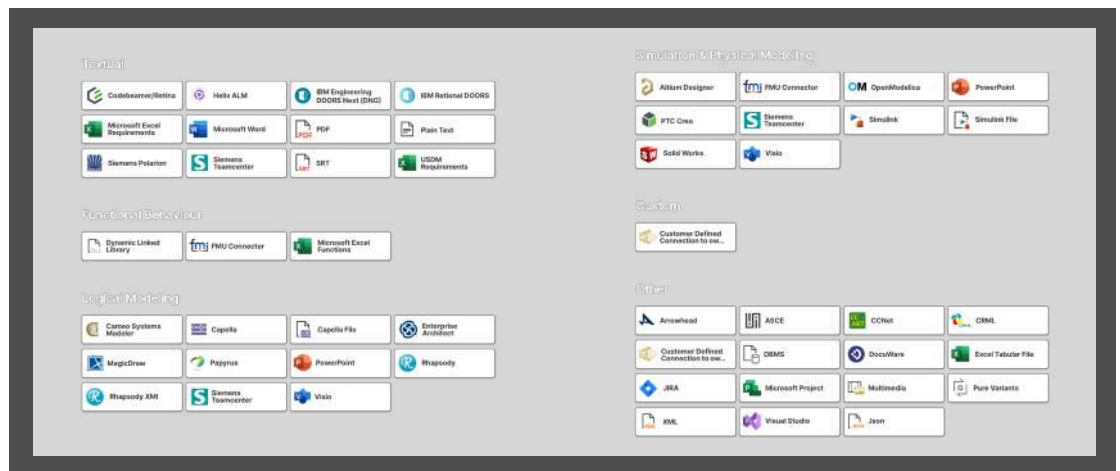 Textual
Codebeamer/Retina
Helix ALM
IBM Engineering
DOORS Next (DNG)
IBM Rational DOORS
Microsoft Excel
Requirements
Microsoft Word
PDF
Plain Text
Siemens Polarion
Siemens
Teamcenter
SRT
USDM
Requirements
Functional Behaviour
Dynamic Linked
Library
fmi FMU Connector
Microsoft Excel
Functions
Logical Modelling
Cameo Systems
Modeler
Capella
Capella File
Enterprise
Architect
MagicDraw
Papyrus
PowerPoint
Rhapsody
Rhapsody XMI
Siemens
Teamcenter
Visio
Simulation & Physical Modeling
Altium Designer
fmi FMU Connector
OM OpenModelica
PowerPoint
PTC Creo
Siemens
Teamcenter
Simulink
Simulink File
Solid Works
Visio
Custom
Customer Defined
Connection to ow...
Other
Arrowhead
ASCE
CCNet
CRML
Customer Defined
Connection to ow...
DBMS
DocuWare
Excel Tabular File
JIRA
Microsoft Project
Multimedia
Pure Variants
XML
Visual Studio
Json